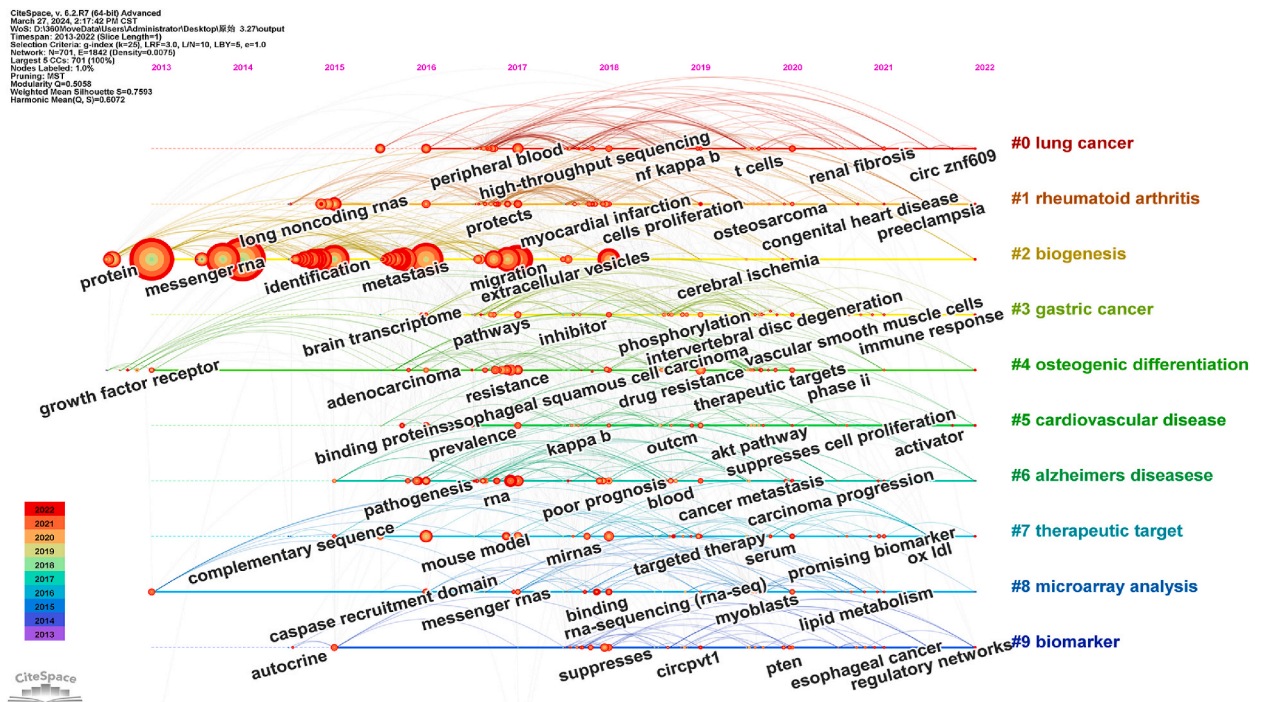 CiteSpace, v. 6.2.R7 (64-bit) Advanced
March 27, 2024, 2:17:42 PM CST
WoS: D:\360MoveData\Users\Administrator\Desktop\原始 3.27\output
Timespan: 2013-2022 (Slice Length=1)
Selection Criteria: g-index (k=25), LRF=3.0, L/N=10, LBY=5, e=1.0
Network: N=701, E=1842 (Density=0.0075)
Largest 5 CCs: 701 (100%)
Nodes Labeled: 1.0%
Pruning: MST
Modularity Q=0.5058
Weighted Mean Silhouette S=0.7593
Harmonic Mean(Q, S)=0.6072
2013 2014 2015 2016 2017 2018 2019 2020 2021 2022
#0 lung cancer
peripheral blood
high-throughput sequencing
nf kappa b
t cells
renal fibrosis
circ znf609
#1 rheumatoid arthritis
long noncoding rnas
protects
myocardial infarction
cells proliferation
osteosarcoma
congenital heart disease
preeclampsia
#2 biogenesis
protein
messenger rna
identification
metastasis
migration
extracellular vesicles
cerebral ischemia
#3 gastric cancer
brain transcriptome
pathways
inhibitor
phosphorylation
intervertebral disc degeneration
vascular smooth muscle cells
immune response
#4 osteogenic differentiation
growth factor receptor
adenocarcinoma
resistance
esophageal squamous cell carcinoma
drug resistance
therapeutic targets
phase ii
#5 cardiovascular disease
binding proteins
prevalence
kappa b
outcm
akt pathway
suppresses cell proliferation
activator
#6 alzheimers diseasese
pathogenesis
rna
poor prognosis
blood
cancer metastasis
carcinoma progression
#7 therapeutic target
complementary sequence
mouse model
mirnas
targeted therapy
serum
promising biomarker
ox ldl
#8 microarray analysis
caspase recruitment domain
messenger rnas
binding
rna-sequencing (rna-seq)
myoblasts
lipid metabolism
#9 biomarker
autocrine
suppresses
circpvt1
pten
esophageal cancer
regulatory networks
2022
2021
2020
2019
2018
2017
2016
2015
2014
2013
CiteSpace